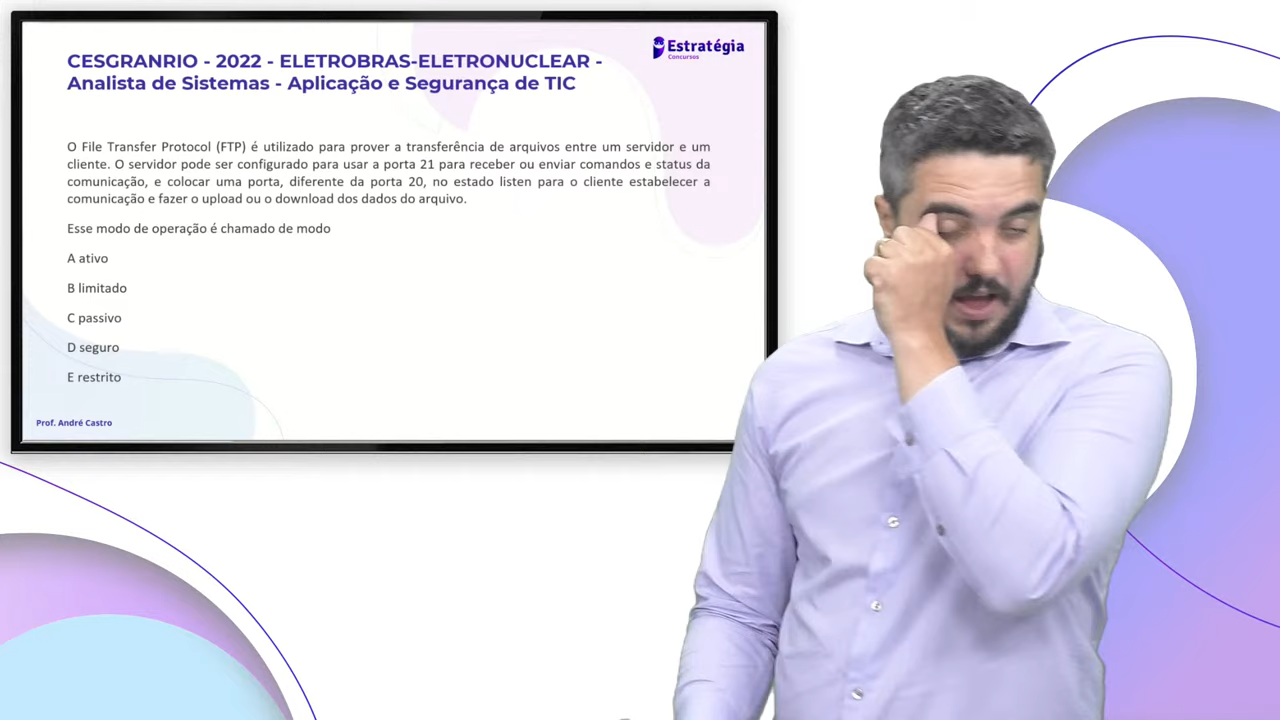 CESGRANRIO - 2022 - ELETROBRAS-ELETRONUCLEAR -
Analista de Sistemas - Aplicação e Segurança de TIC
Estratégia
Concursos
O File Transfer Protocol (FTP) é utilizado para prover a transferência de arquivos entre um servidor e um
cliente. O servidor pode ser configurado para usar a porta 21 para receber ou enviar comandos e status da
comunicação, e colocar uma porta, diferente da porta 20, no estado listen para o cliente estabelecer a
comunicação e fazer o upload ou o download dos dados do arquivo.
Esse modo de operação é chamado de modo
A ativo
B limitado
C passivo
D seguro
E restrito
Prof. André Castro